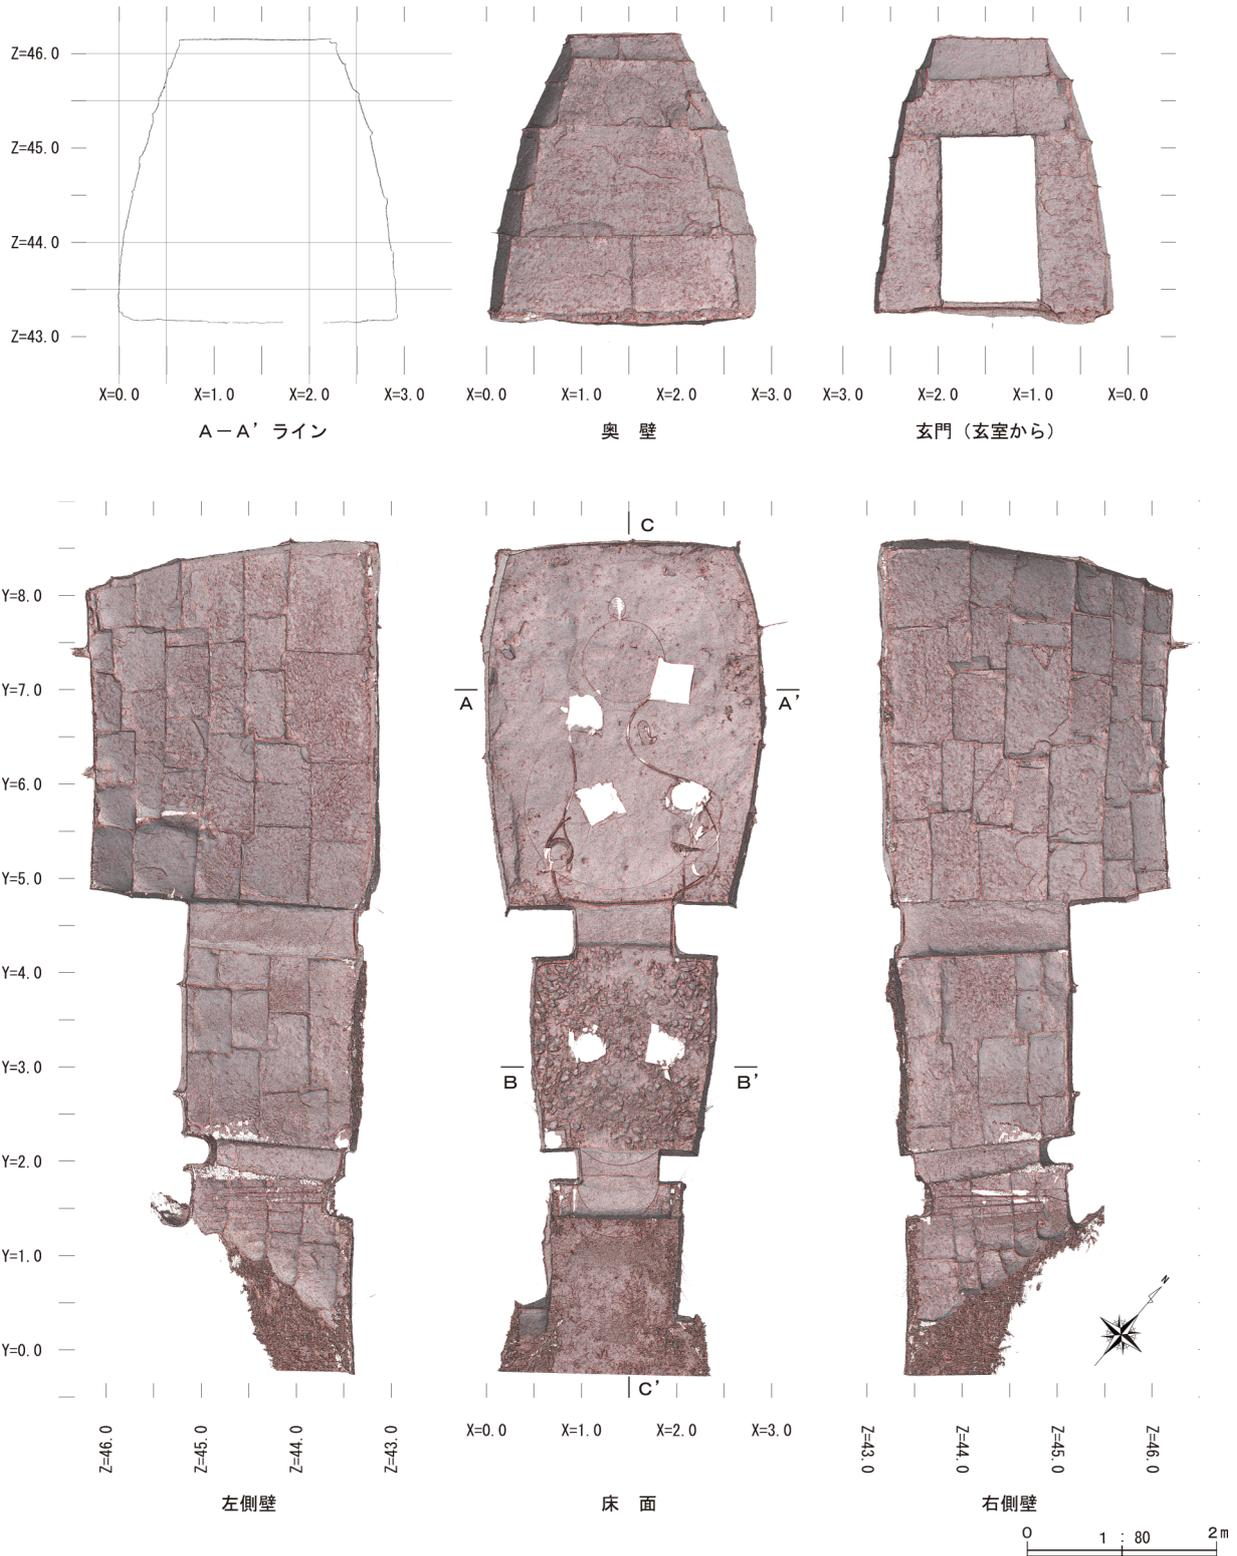 Z=46.0
Z=45.0
Z=44.0
Z=43.0
X=0.0 X=1.0 X=2.0 X=3.0
X=0.0 X=1.0 X=2.0 X=3.0
X=3.0 X=2.0 X=1.0 X=0.0
A－A’ ライン
奥 壁
玄門（玄室から）
C
Y=8.0
Y=7.0
A A’
Y=6.0
Y=5.0
Y=4.0
Y=3.0
B B’
Y=2.0
Y=1.0
N
Y=0.0
C’
Z=46.0 Z=45.0 Z=44.0 Z=43.0
X=0.0 X=1.0 X=2.0 X=3.0
Z=43.0 Z=44.0 Z=45.0 Z=46.0
左側壁
床 面
右側壁
0 1 : 80 2m